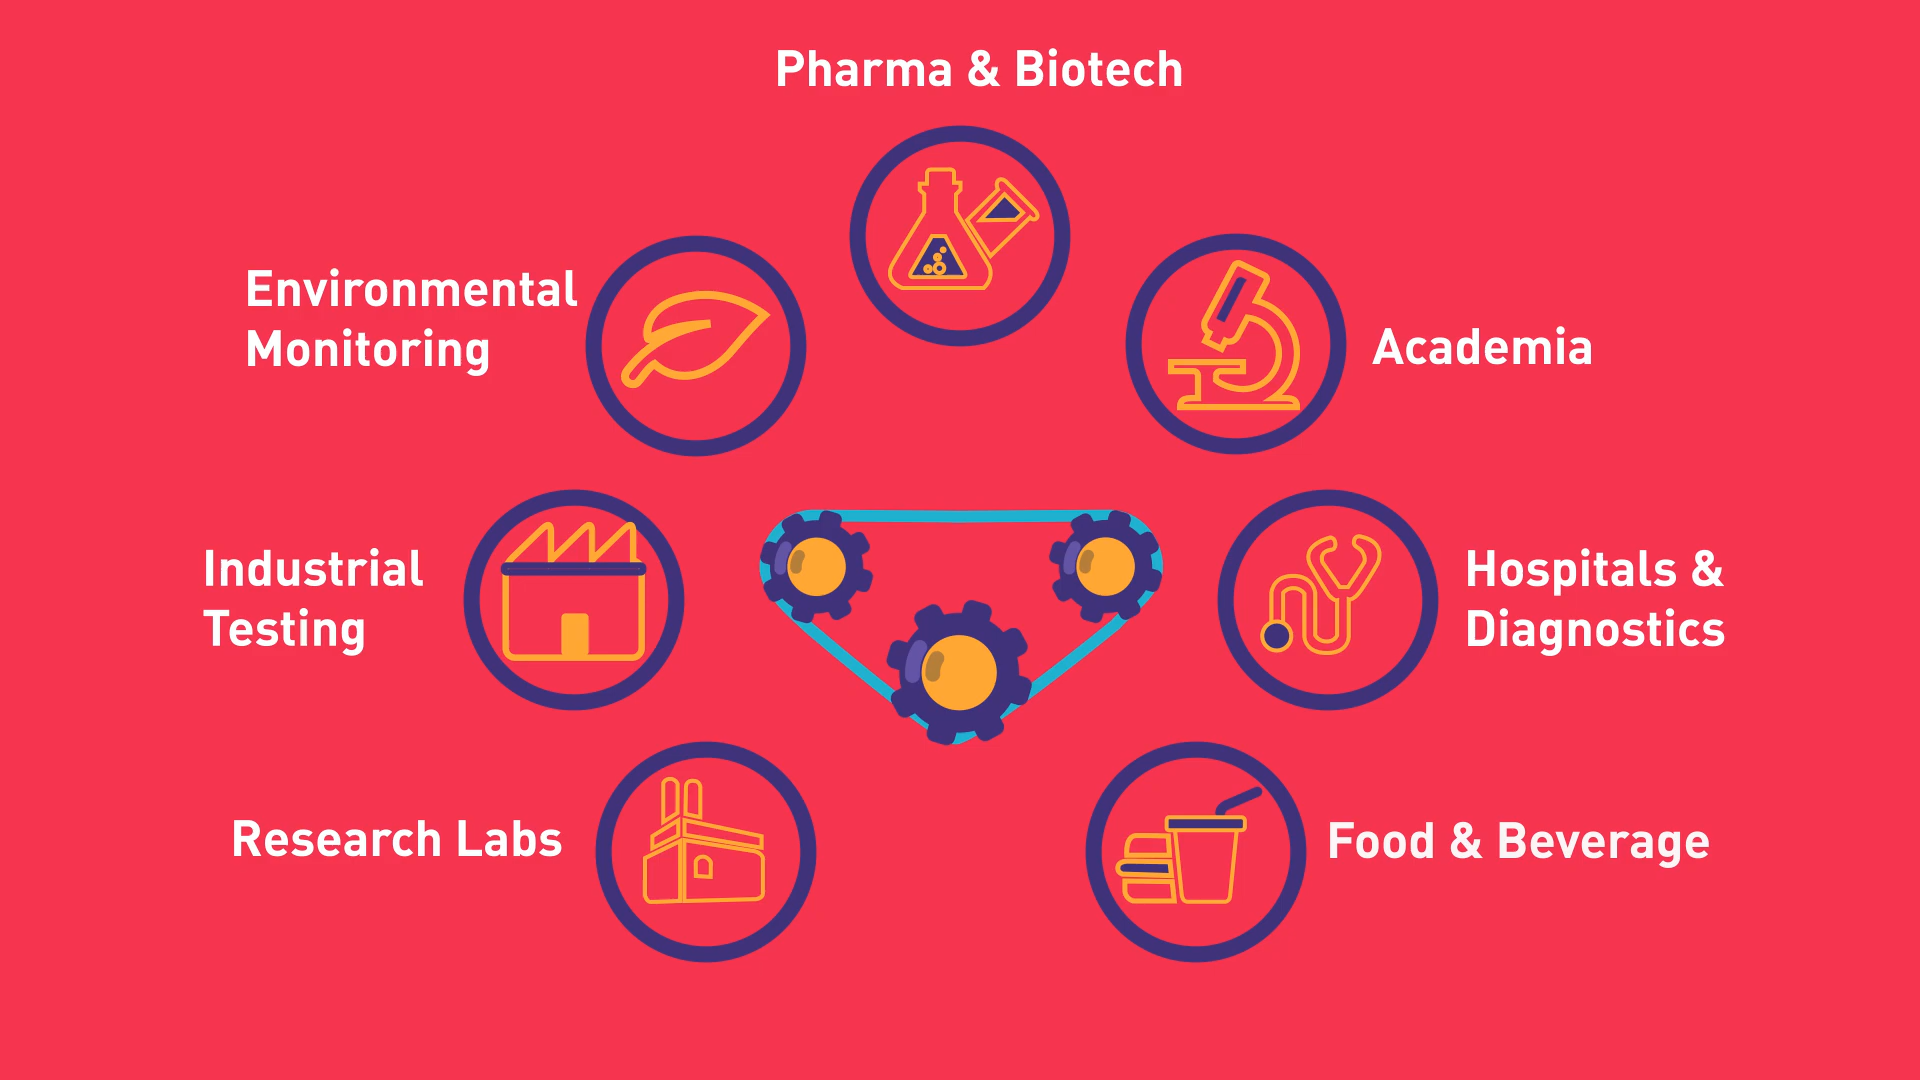 Pharma & Biotech
Environmental
Monitoring
Academia
Industrial
Testing
Hospitals &
Diagnostics
Research Labs
Food & Beverage